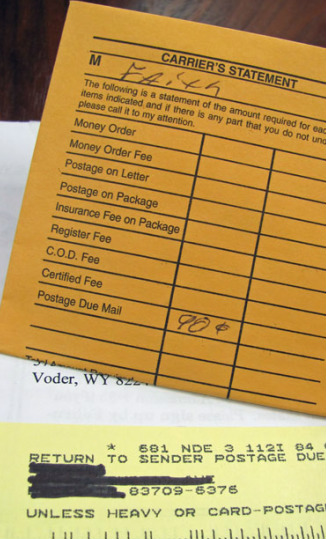 CARRIER'S STATEMENT
M Faith
The following is a statement of the amount required for each
items indicated and if there is any part that you do not und
please call it to my attention.
Money Order
Money Order Fee
Postage on Letter
Postage on Package
Insurance Fee on Package
Register Fee
C.O.D. Fee
Certified Fee
Postage Due Mail
90¢
Voder, WY 822
* 681 NDE 3 112I 84
RETURN TO SENDER POSTAGE DUE
83709-5376
UNLESS HEAVY OR CARD-POSTAG